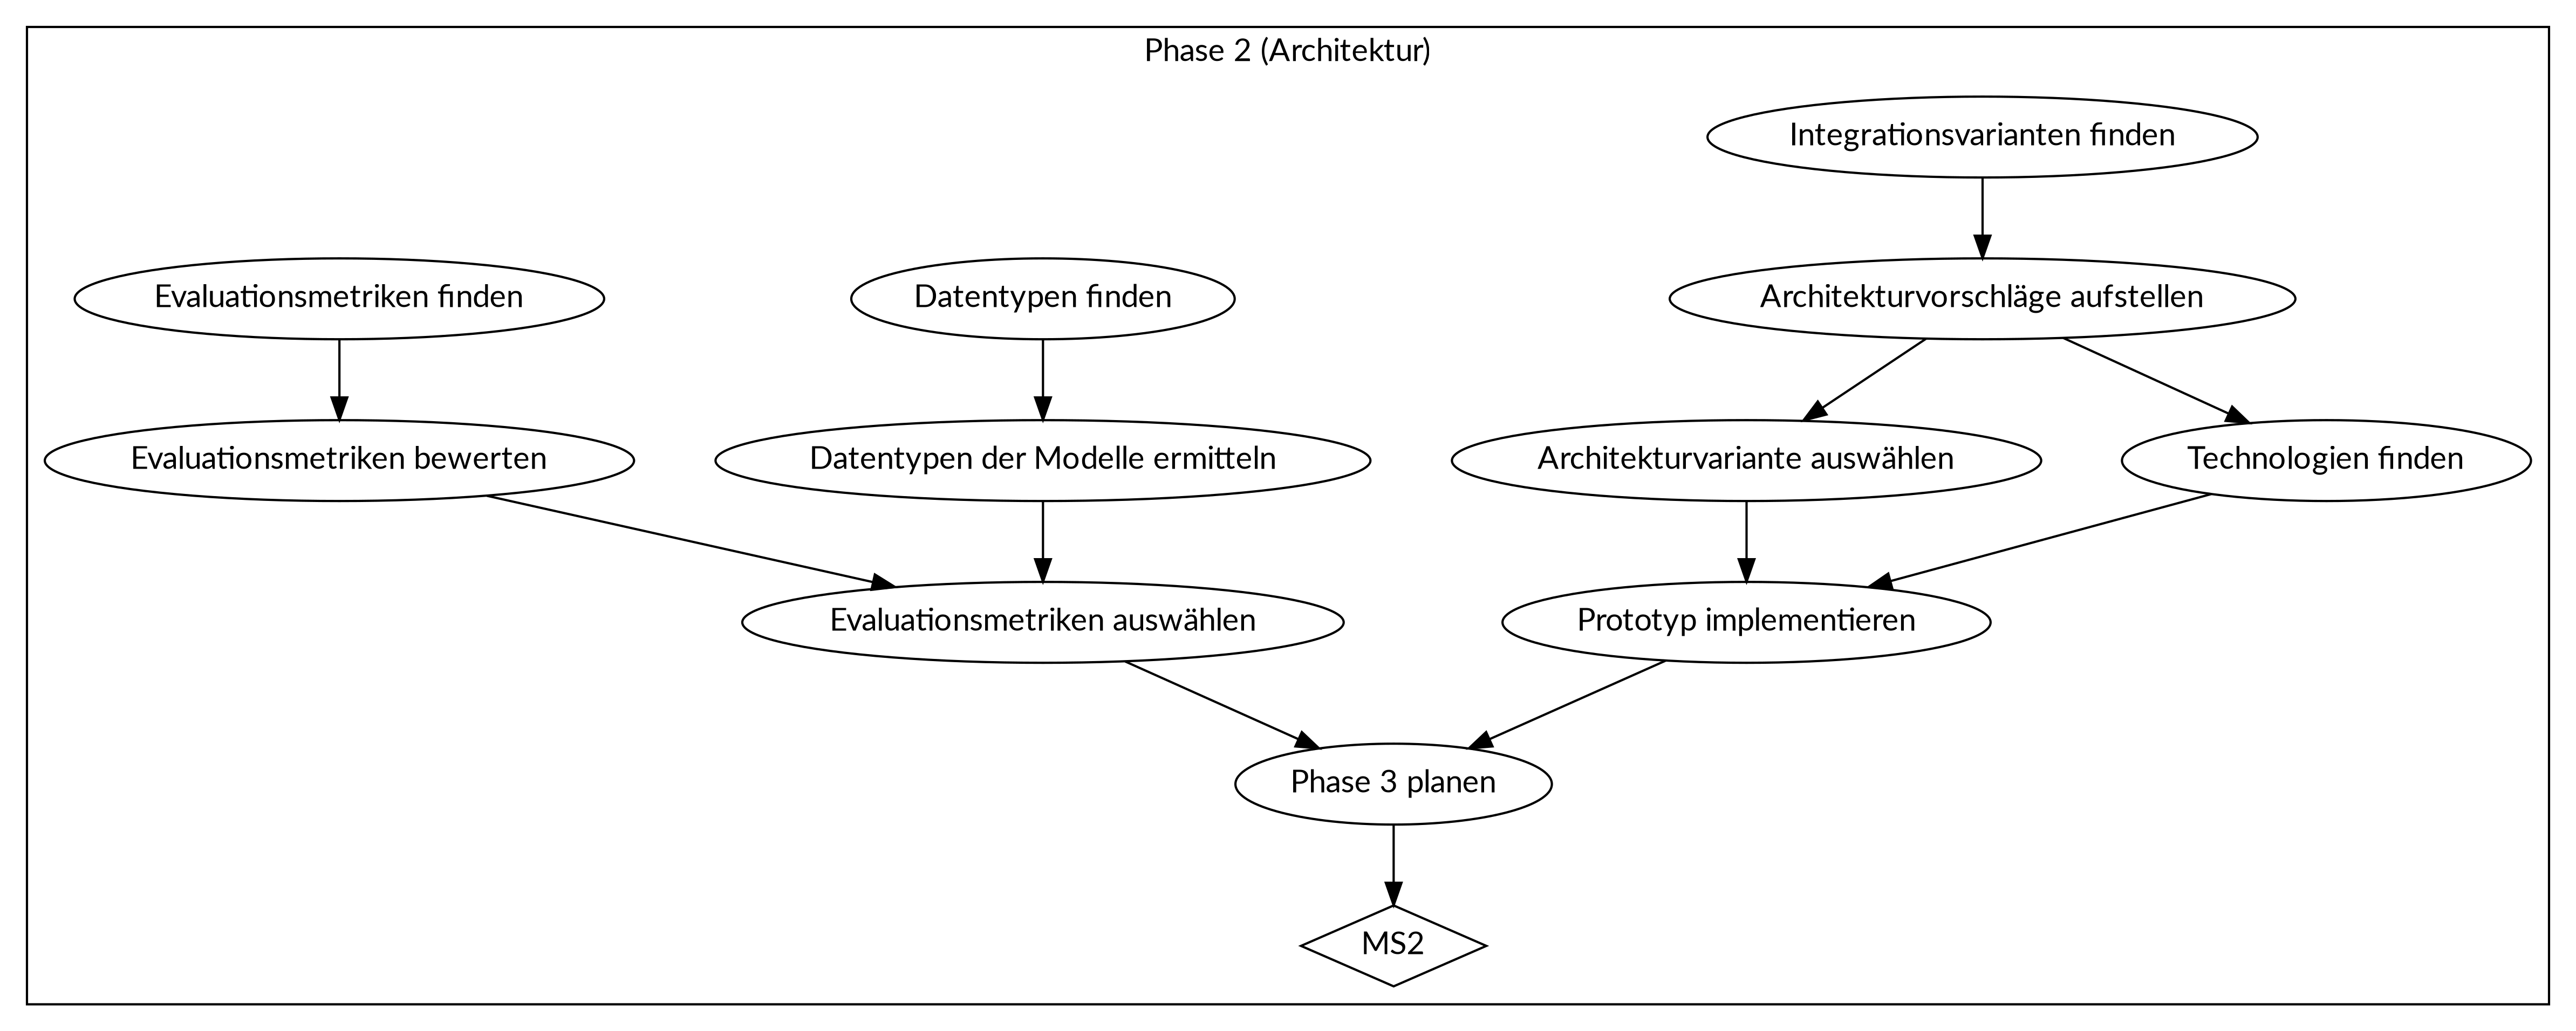 Phase 2 (Architektur)
Integrationsvarianten finden
Evaluationsmetriken finden
Datentypen finden
Architekturvorschläge aufstellen
Evaluationsmetriken bewerten
Datentypen der Modelle ermitteln
Architekturvariante auswählen
Technologien finden
Evaluationsmetriken auswählen
Prototyp implementieren
Phase 3 planen
MS2